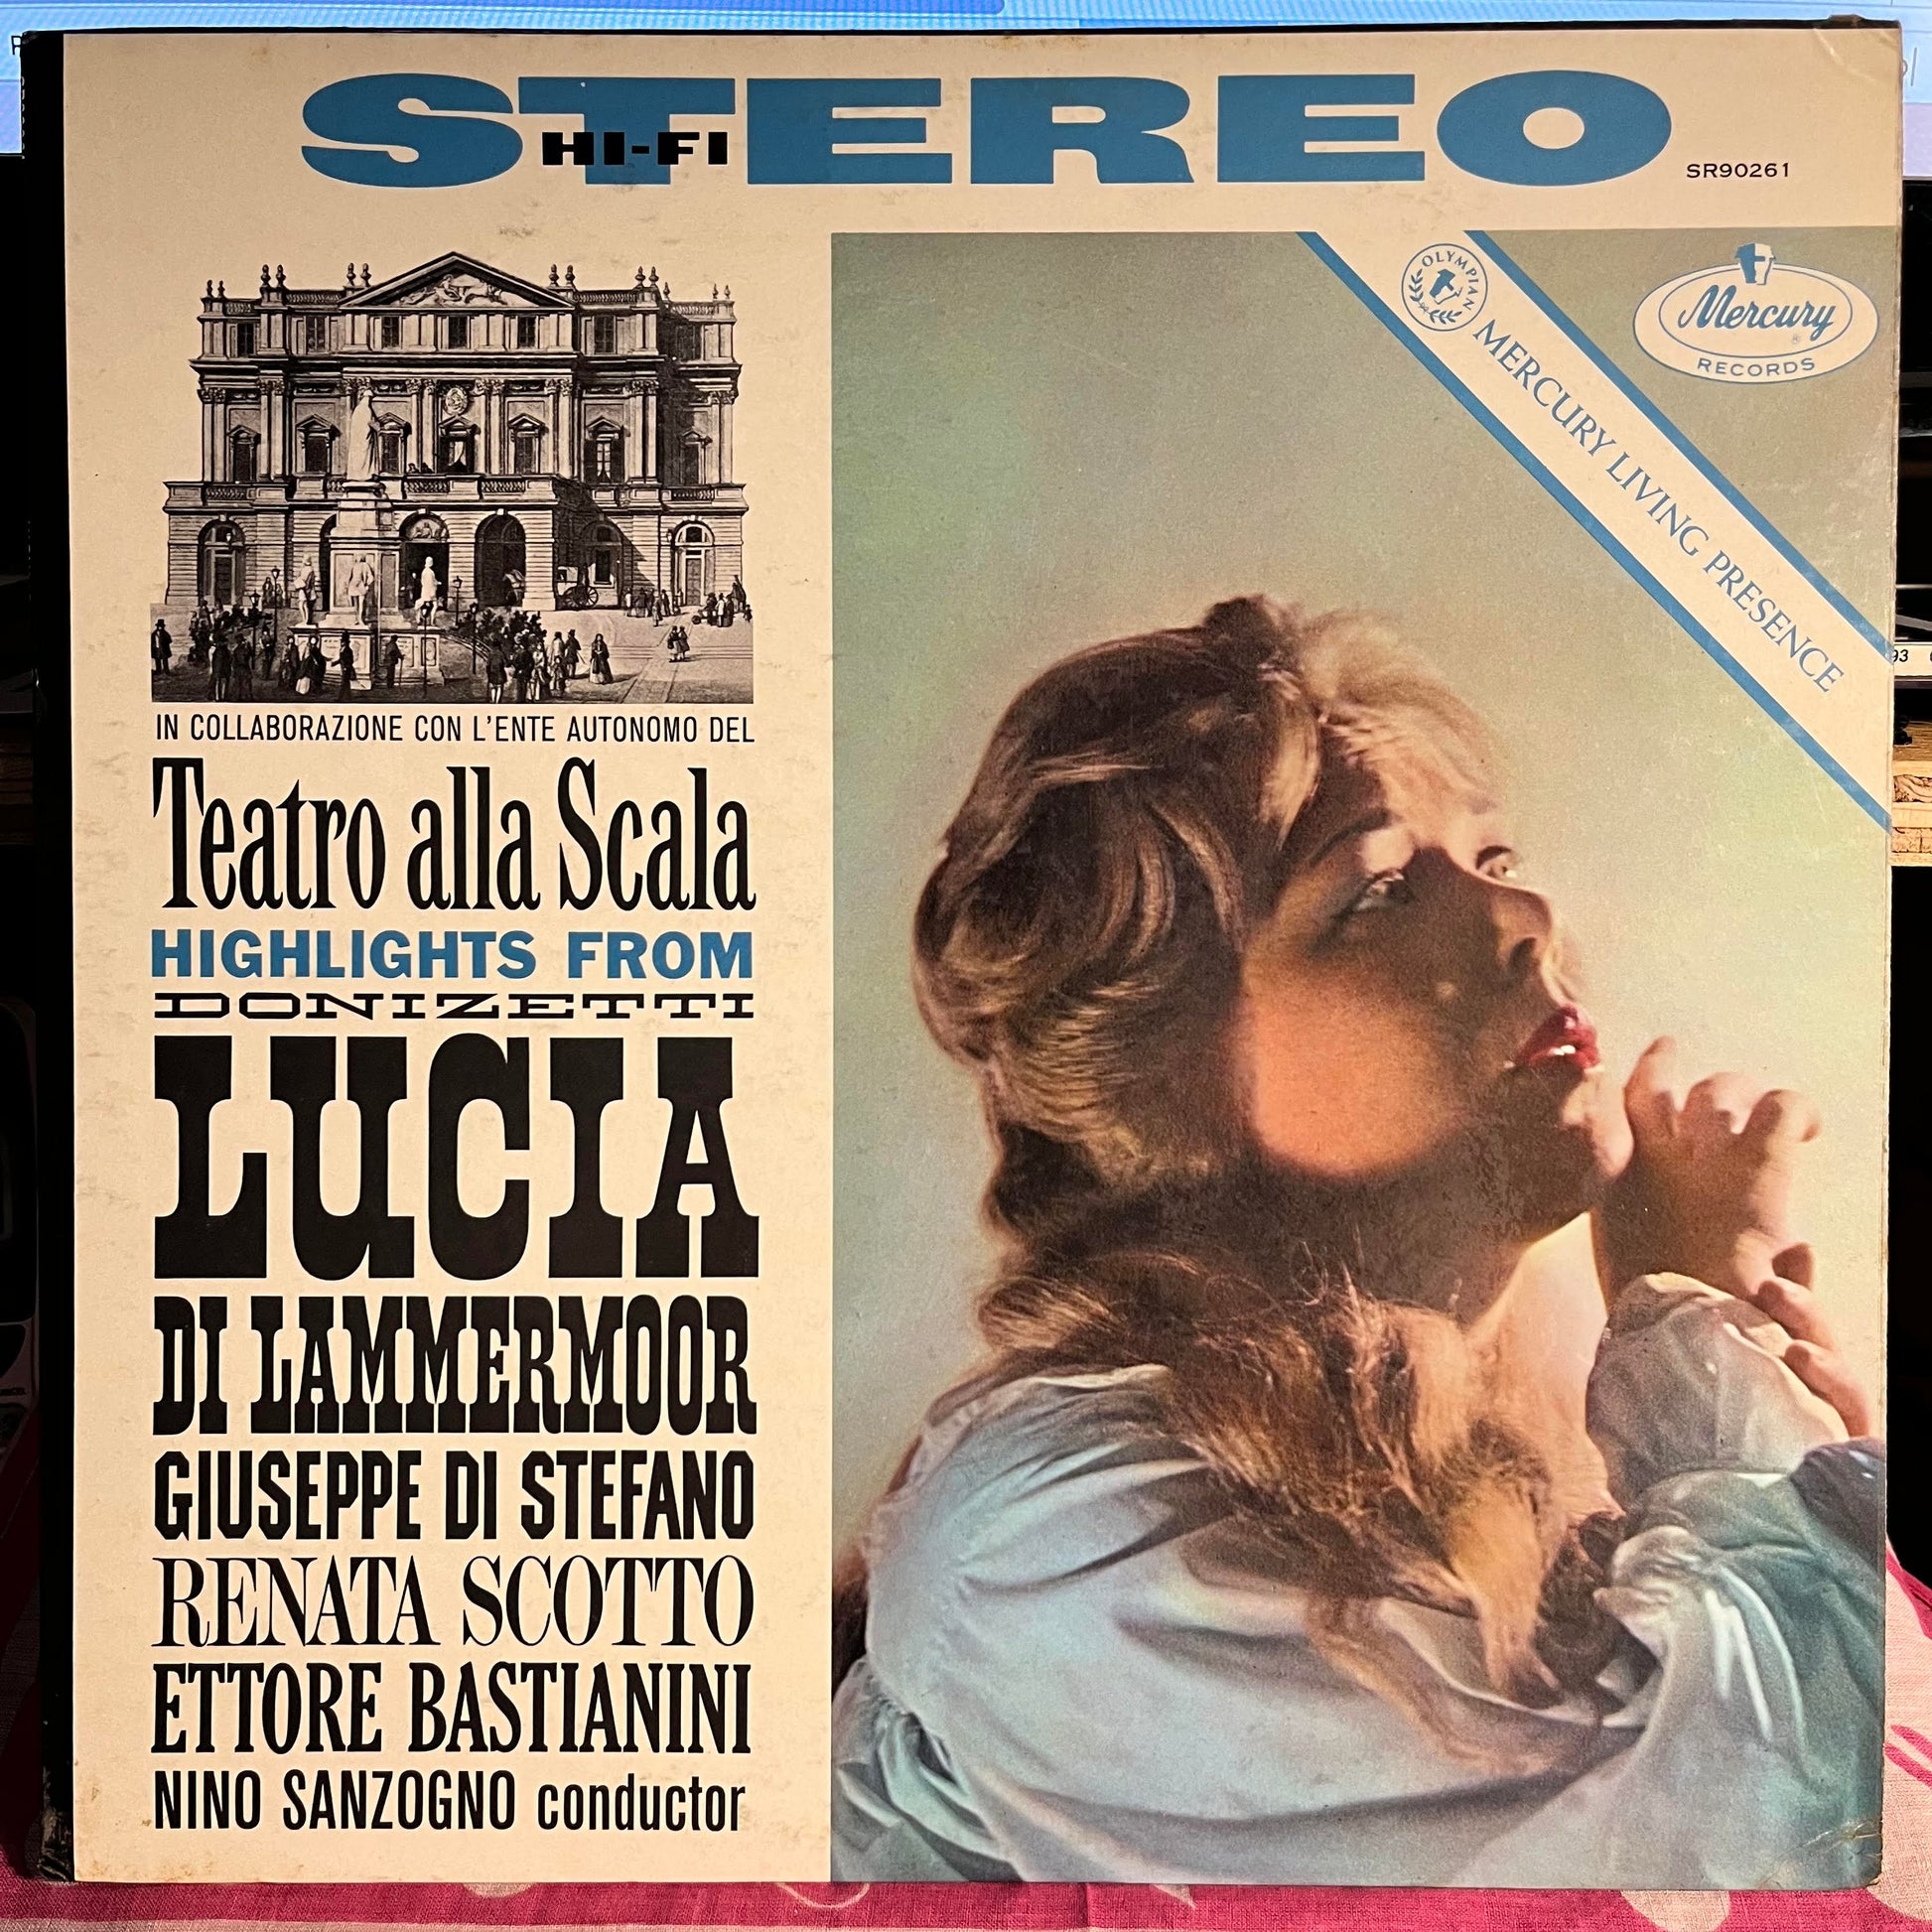 STEREO
HI-FI
SR90261
OLYMPIAN
MERCURY LIVING PRESENCE
Mercury
RECORDS
IN COLLABORAZIONE CON L'ENTE AUTONOMO DEL
Teatro alla Scala
HIGHLIGHTS FROM
DONIZETTI
LUCIA
DI LAMMERMOOR
GIUSEPPE DI STEFANO
RENATA SCOTTO
ETTORE BASTIANINI
NINO SANZOGNO conductor